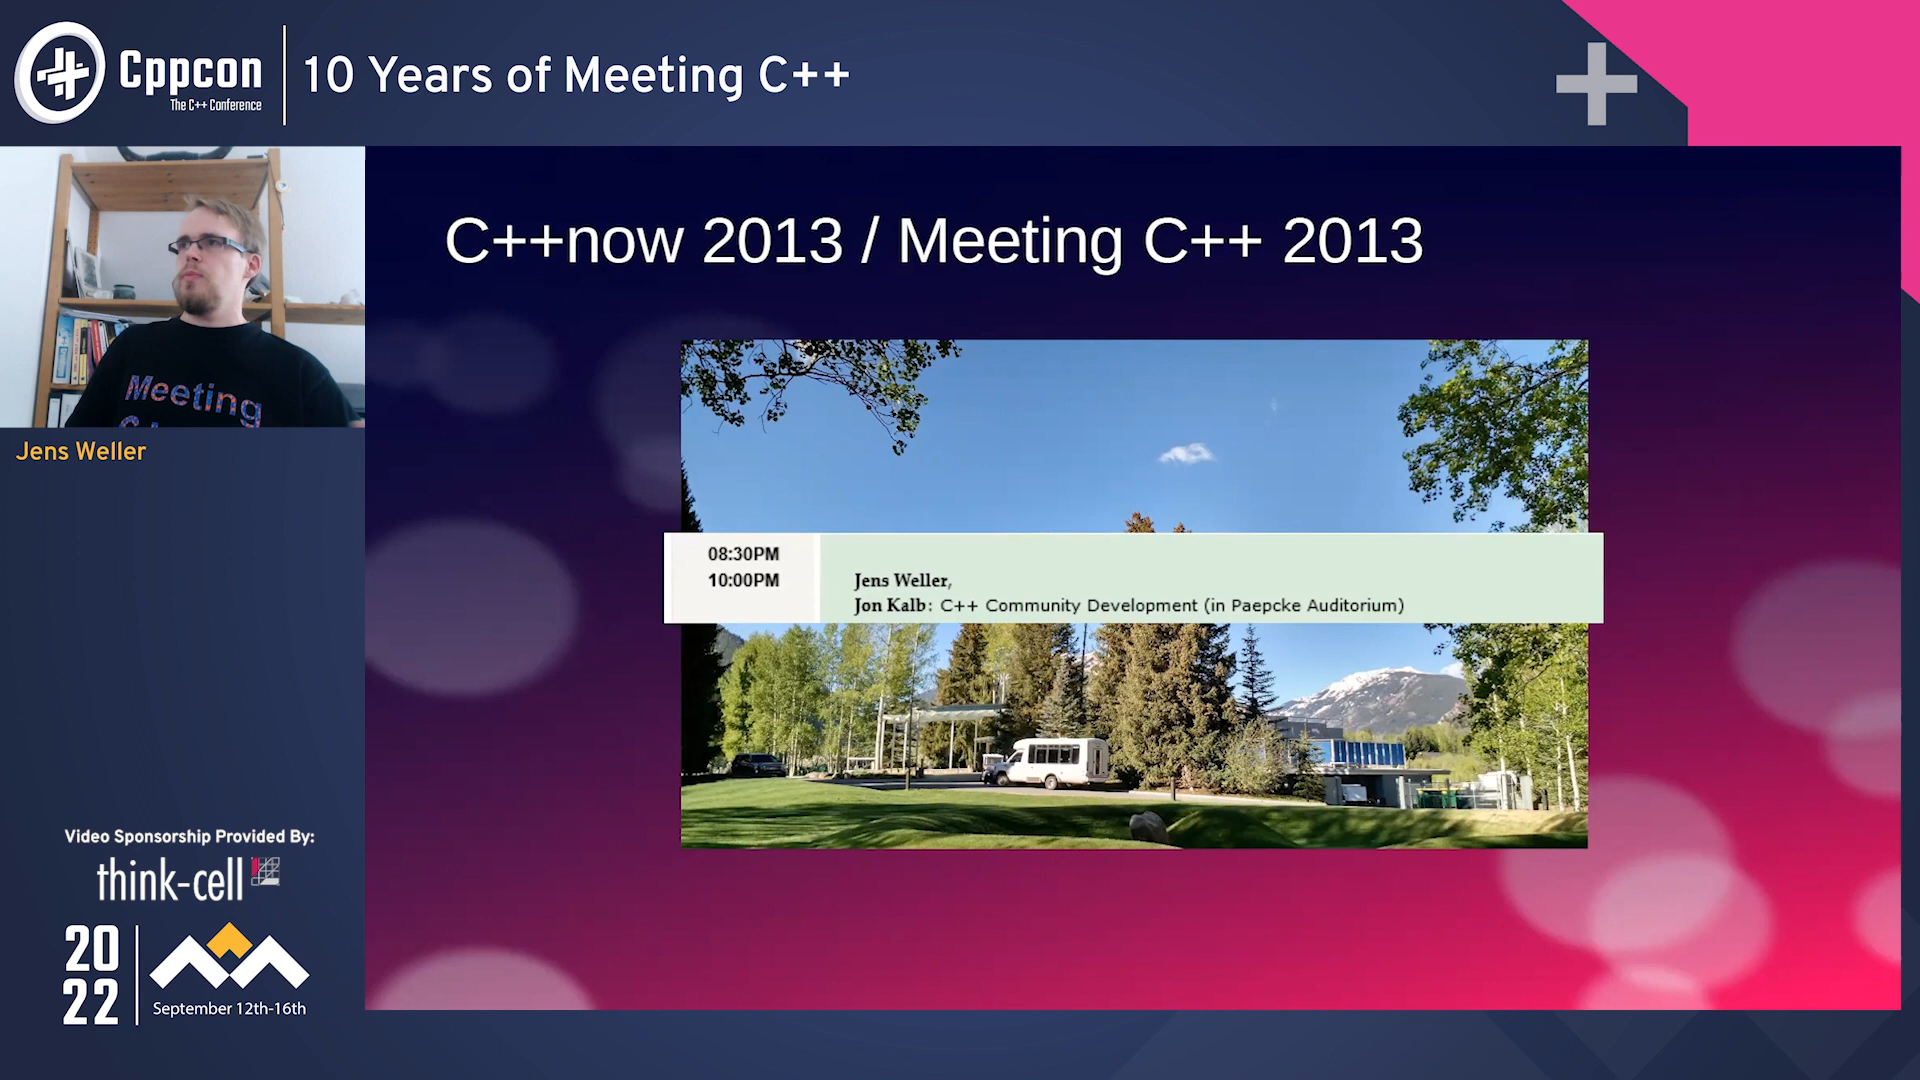 Cppcon
The C++ Conference
10 Years of Meeting C++
Meeting
Jens Weller
C++now 2013 / Meeting C++ 2013
08:30PM
10:00PM
Jens Weller,
Jon Kalb: C++ Community Development (in Paepcke Auditorium)
Video Sponsorship Provided By:
think-cell
20
22
September 12th-16th